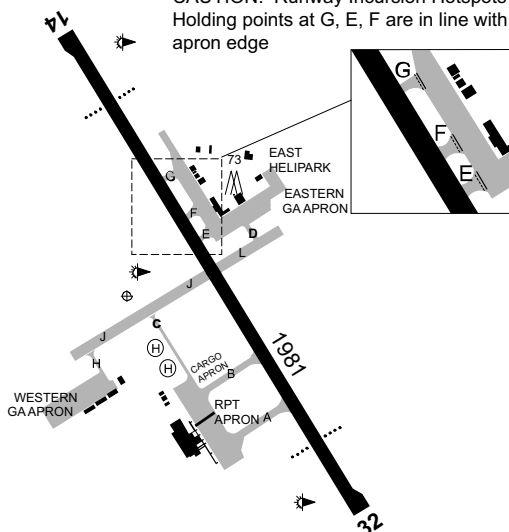 CAUTION: Runway Incursion Hotspots
Holding points at G, E, F are in line with
apron edge
14
G
F
E
G
73
EAST
HELIPARK
EASTERN
GA APRON
F
E
D
L
J
C
J
H
H
H
CARGO
APRON
B
1981
WESTERN
GA APRON
RPT
APRON
A
32